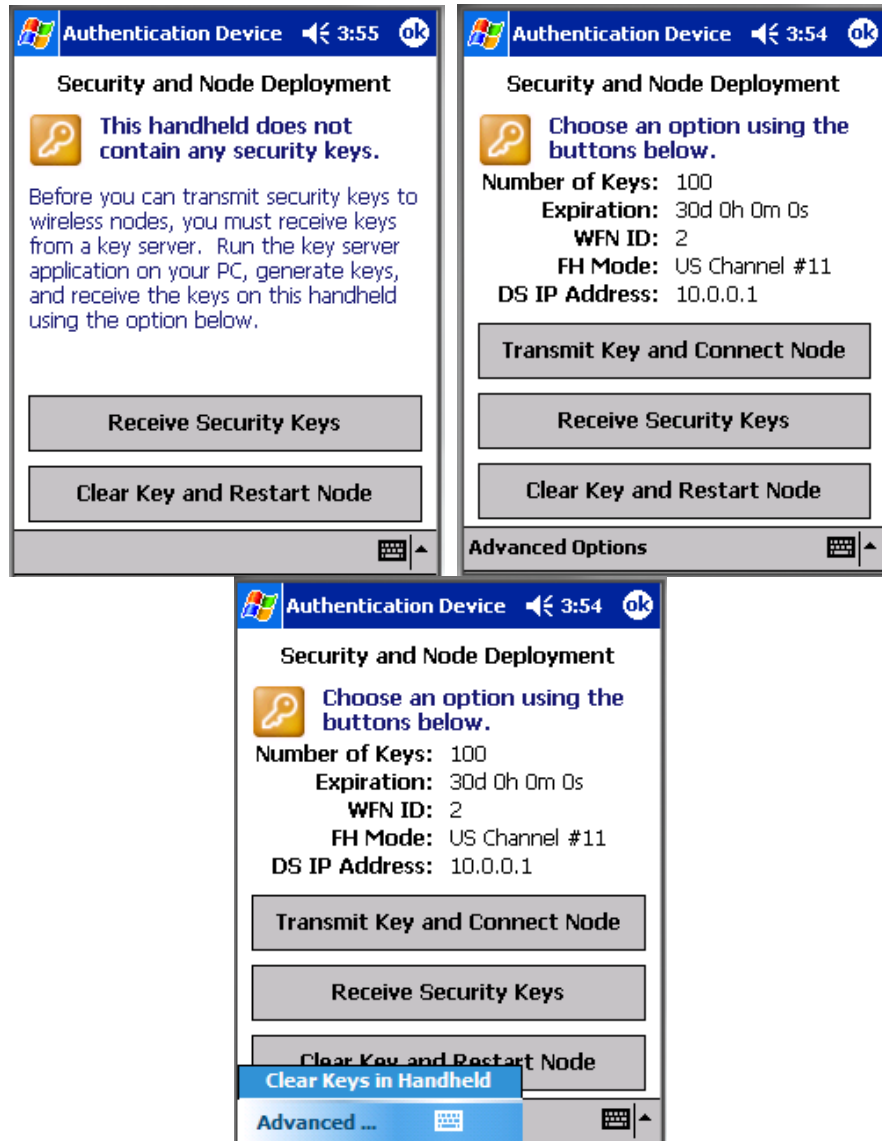 Authentication Device 3:55 ok
Security and Node Deployment
This handheld does not
contain any security keys.
Before you can transmit security keys to
wireless nodes, you must receive keys
from a key server. Run the key server
application on your PC, generate keys,
and receive the keys on this handheld
using the option below.
Receive Security Keys
Clear Key and Restart Node
Authentication Device 3:54 ok
Security and Node Deployment
Choose an option using the
buttons below.
Number of Keys: 100
Expiration: 30d 0h 0m 0s
WFN ID: 2
FH Mode: US Channel #11
DS IP Address: 10.0.0.1
Transmit Key and Connect Node
Receive Security Keys
Clear Key and Restart Node
Advanced Options
Authentication Device 3:54 ok
Security and Node Deployment
Choose an option using the
buttons below.
Number of Keys: 100
Expiration: 30d 0h 0m 0s
WFN ID: 2
FH Mode: US Channel #11
DS IP Address: 10.0.0.1
Transmit Key and Connect Node
Receive Security Keys
Clear Key and Restart Node
Clear Keys in Handheld
Advanced ...